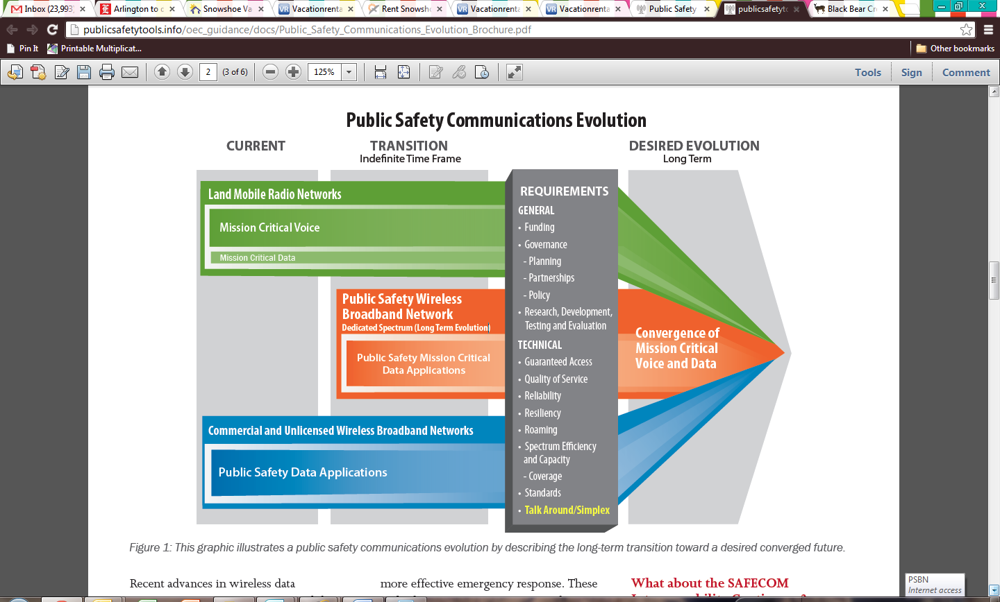 Inbox (23,993)
Arlington to c
Snowshoe Va
Vacationrenta
Rent Snowsh
Vacationrenta
Vacationrenta
Public Safety
publicsafetyto
Black Bear Cr
publicsafetytools.info/oec_guidance/docs/Public_Safety_Communications_Evolution_Brochure.pdf
Pin It
Printable Multiplicat...
Other bookmarks
2
(3 of 6)
125%
Tools
Sign
Comment
Public Safety Communications Evolution
CURRENT
TRANSITION
Indefinite Time Frame
DESIRED EVOLUTION
Long Term
Land Mobile Radio Networks
Mission Critical Voice
Mission Critical Data
Public Safety Wireless
Broadband Network
Dedicated Spectrum (Long Term Evolution)
Public Safety Mission Critical
Data Applications
Commercial and Unlicensed Wireless Broadband Networks
Public Safety Data Applications
REQUIREMENTS
GENERAL
• Funding
• Governance
- Planning
- Partnerships
- Policy
• Research, Development,
Testing and Evaluation
TECHNICAL
• Guaranteed Access
• Quality of Service
• Reliability
• Resiliency
• Roaming
• Spectrum Efficiency
and Capacity
- Coverage
• Standards
• Talk Around/Simplex
Convergence of
Mission Critical
Voice and Data
Figure 1: This graphic illustrates a public safety communications evolution by describing the long-term transition toward a desired converged future.
Recent advances in wireless data
more effective emergency response. These
What about the SAFECOM
PSBN
Internet access